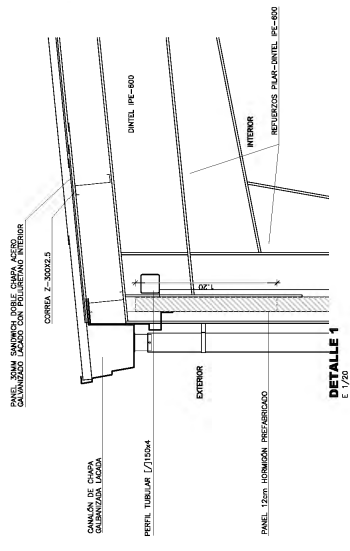 PANEL 30MM SANDWICH DOBLE CHAPA ACERO
GALVANIZADO LACADO CON POLIURETANO INTERIOR
CORREA Z-300X2.5
CANALÓN DE CHAPA
GALBANIZADA LACADA
DINTEL IPE-600
INTERIOR
REFUERZOS PILAR-DINTEL IPE-600
1.20
EXTERIOR
PERFIL TUBULAR [/]150x4
PANEL 12cm HORMIGÓN PREFABRICADO
DETALLE 1
E 1/20